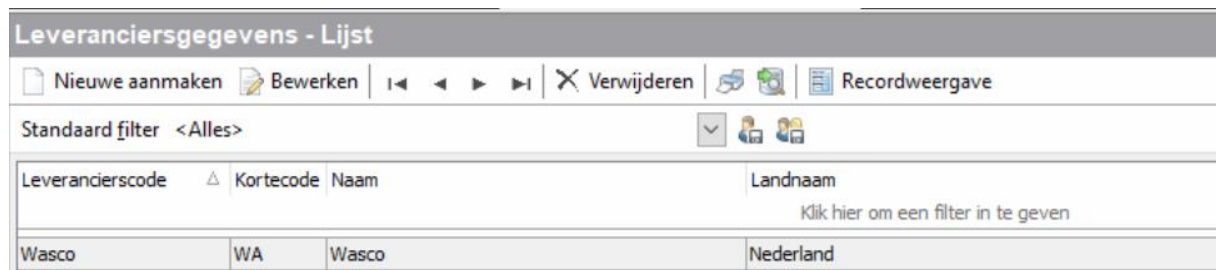 Leveranciersgegevens - Lijst
Nieuwe aanmaken Bewerken Verwijderen Recordweergave
Standaard filter <Alles>
Leverancierscode Kortecode Naam Landnaam
Klik hier om een filter in te geven
Wasco WA Wasco Nederland